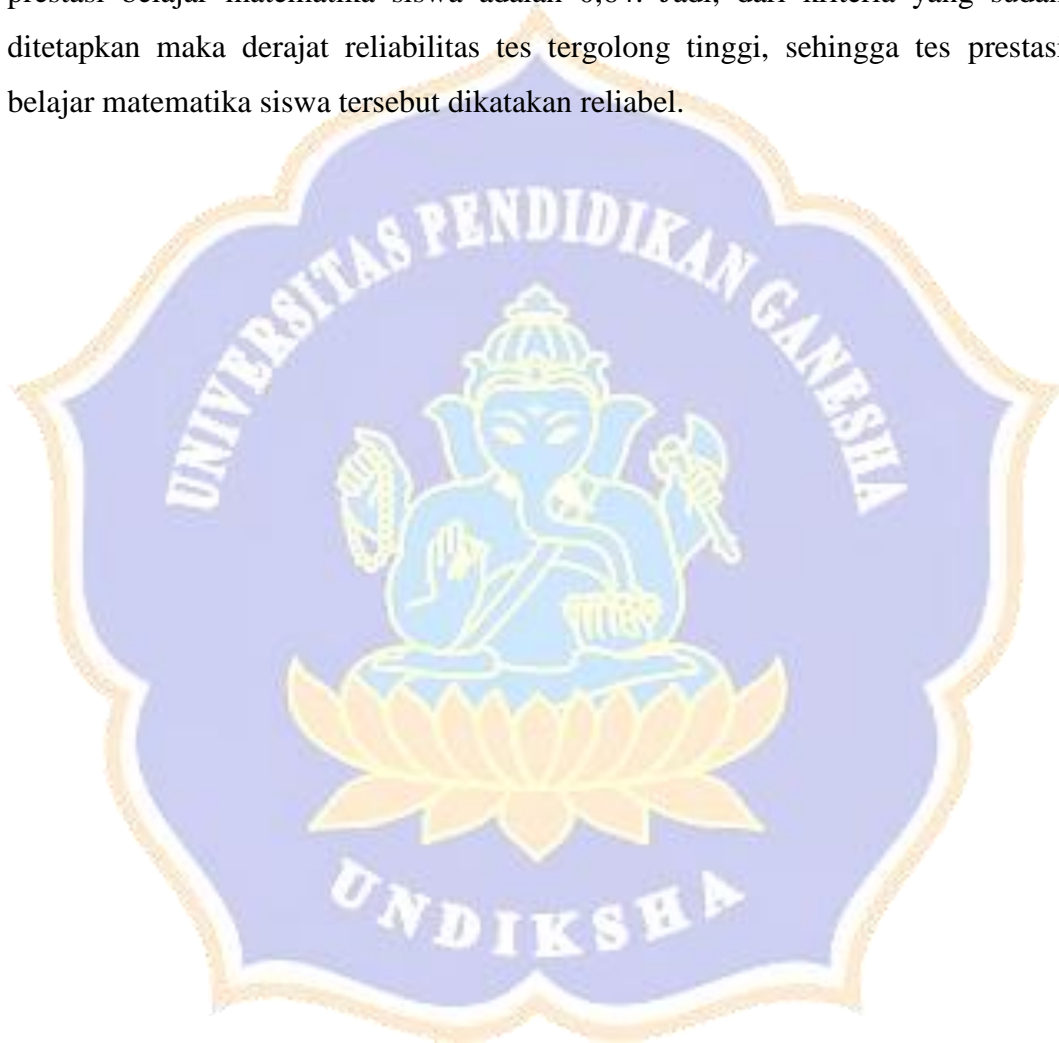 prestasi belajar matematika siswa adalah 0,64. Jadi, dari kriteria yang sudah
ditetapkan maka derajat reliabilitas tes tergolong tinggi, sehingga tes prestasi
belajar matematika siswa tersebut dikatakan reliabel.
UNIVERSITAS PENDIDIKAN GANESHA
UNDIKSHA